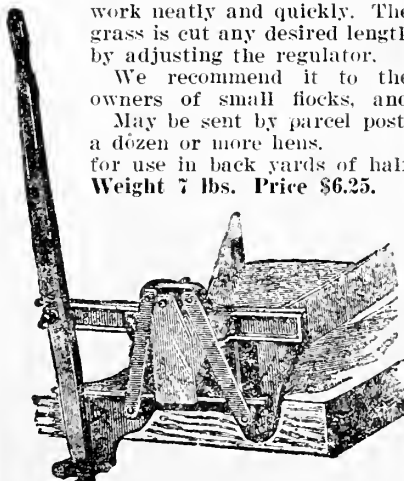 work neatly and quickly. The
grass is cut any desired length
by adjusting the regulator.
We recommend it to the
owners of small flocks, and
May be sent by parcel post.
a dozen or more hens.
for use in back yards of half
Weight 7 lbs. Price $6.25.